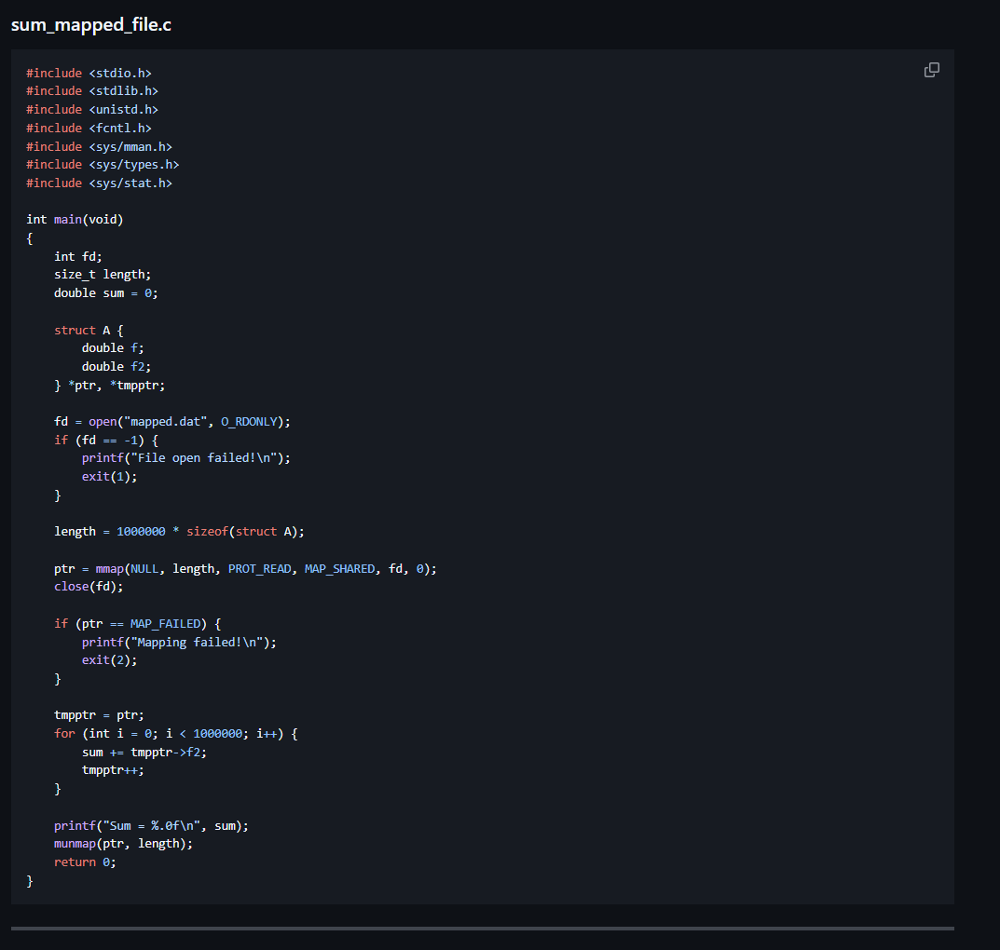 sum_mapped_file.c
#include <stdio.h>
#include <stdlib.h>
#include <unistd.h>
#include <fcntl.h>
#include <sys/mman.h>
#include <sys/types.h>
#include <sys/stat.h>
int main(void)
{
    int fd;
    size_t length;
    double sum = 0;
    struct A {
        double f;
        double f2;
    } *ptr, *tmpptr;
    fd = open("mapped.dat", O_RDONLY);
    if (fd == -1) {
        printf("File open failed!\n");
        exit(1);
    }
    length = 1000000 * sizeof(struct A);
    ptr = mmap(NULL, length, PROT_READ, MAP_SHARED, fd, 0);
    close(fd);
    if (ptr == MAP_FAILED) {
        printf("Mapping failed!\n");
        exit(2);
    }
    tmpptr = ptr;
    for (int i = 0; i < 1000000; i++) {
        sum += tmpptr->f2;
        tmpptr++;
    }
    printf("Sum = %.0f\n", sum);
    munmap(ptr, length);
    return 0;
}